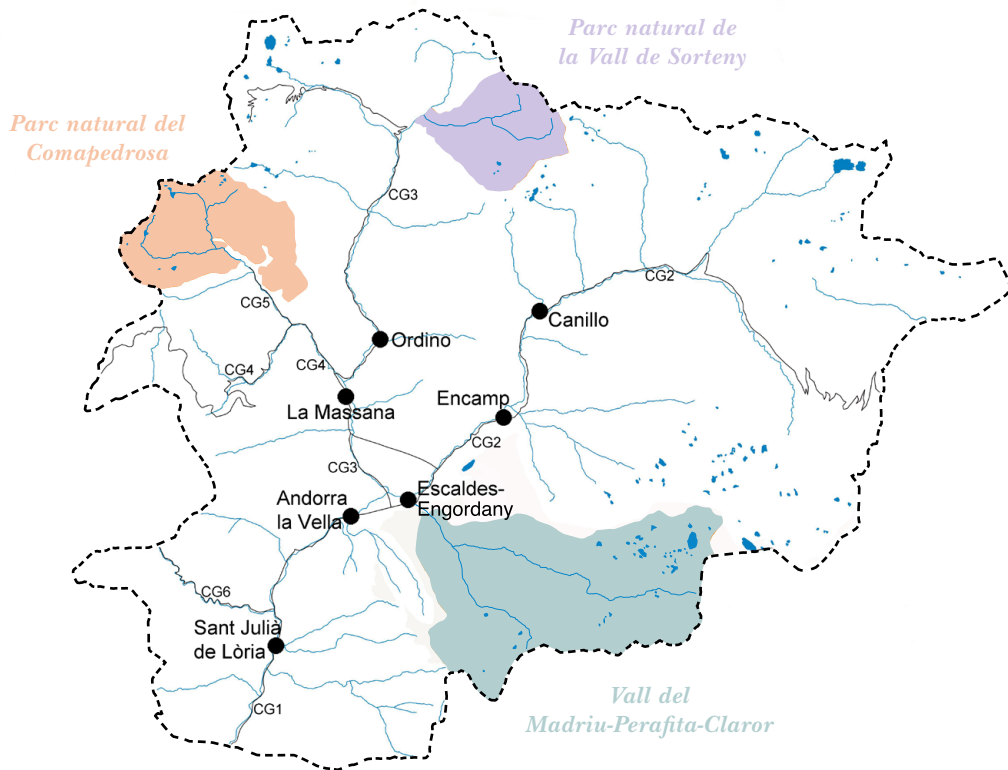 Parc natural de
la Vall de Sorteny
Parc natural del
Comapedrosa
CG3
CG2
CG5
Canillo
Ordino
CG4
CG4
La Massana
Encamp
CG2
CG3
Escaldes-
Engordany
Andorra
la Vella
CG6
Sant Julià
de Lòria
Vall del
Madriu-Perafita-Claror
CG1